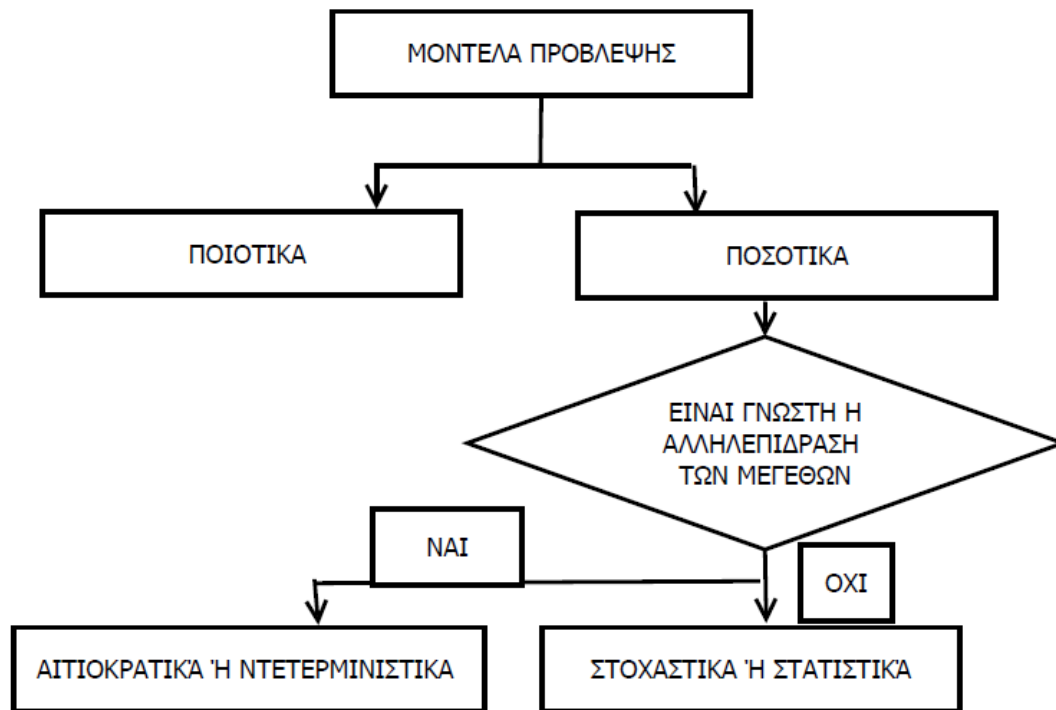 ΜΟΝΤΕΛΑ ΠΡΟΒΛΕΨΗΣ
ΠΟΙΟΤΙΚΑ
ΠΟΣΟΤΙΚΑ
ΕΙΝΑΙ ΓΝΩΣΤΗ Η
ΑΛΛΗΛΕΠΙΔΡΑΣΗ
ΤΩΝ ΜΕΓΕΘΩΝ
ΝΑΙ
ΟΧΙ
ΑΙΤΙΟΚΡΑΤΙΚΆ Ή ΝΤΕΤΕΡΜΙΝΙΣΤΙΚΑ
ΣΤΟΧΑΣΤΙΚΑ Ή ΣΤΑΤΙΣΤΙΚΆ